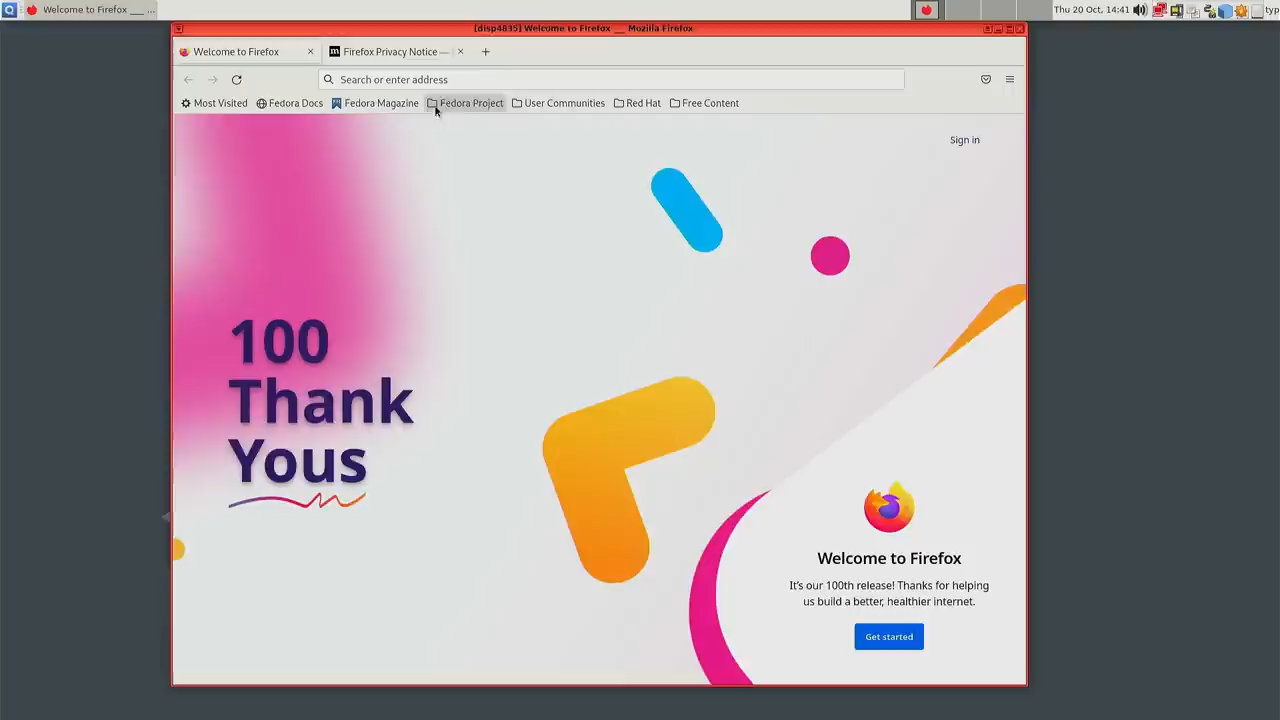 Welcome to Firefox ___ ...
Thu 20 Oct, 14:41
typ
[disp4835] Welcome to Firefox __ Mozilla Firefox
Welcome to Firefox
Firefox Privacy Notice —
Search or enter address
Most Visited
Fedora Docs
Fedora Magazine
Fedora Project
User Communities
Red Hat
Free Content
Sign in
100
Thank
Yous
Welcome to Firefox
It's our 100th release! Thanks for helping
us build a better, healthier internet.
Get started